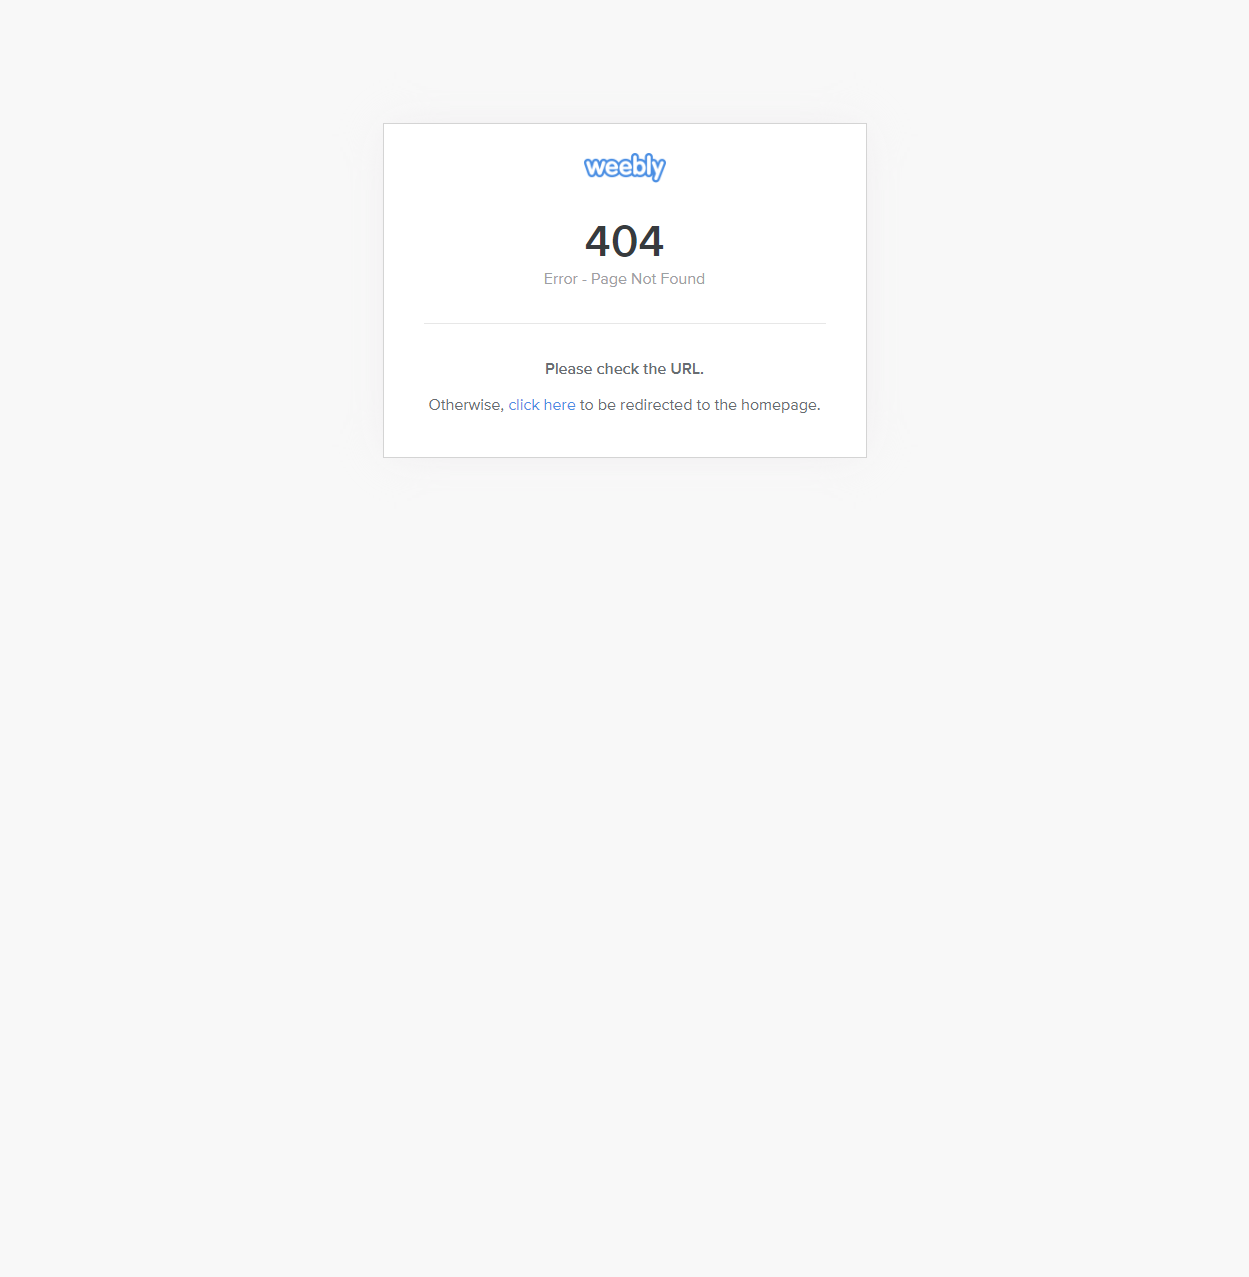 weebly
404
Error - Page Not Found
Please check the URL.
Otherwise, click here to be redirected to the homepage.